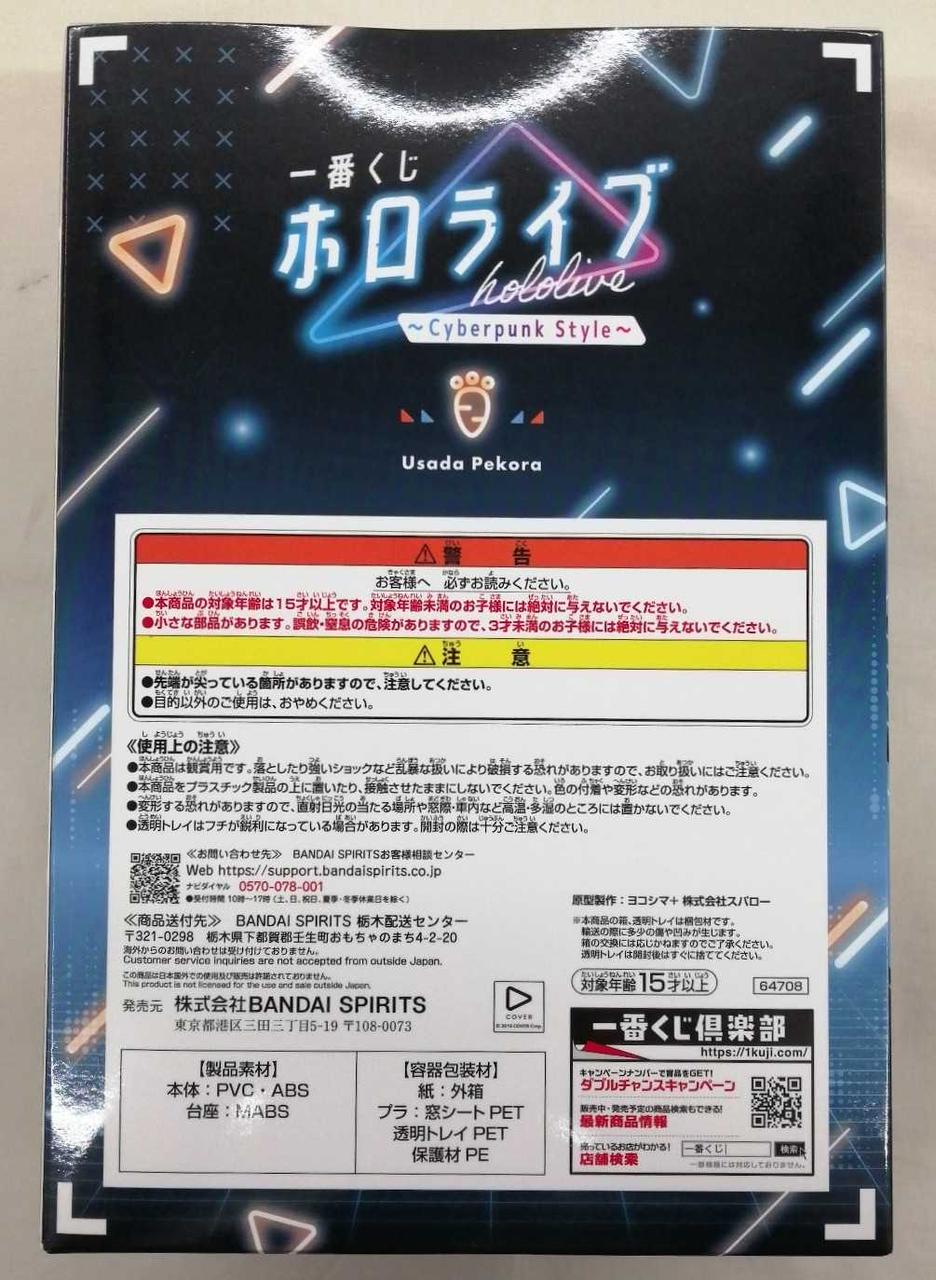 一番くじ
ホロライブ
hololive
～Cyberpunk Style～
Usada Pekora
⚠警告
お客様へ 必ずお読みください。
●本商品の対象年齢は15才以上です。対象年齢未満のお子様には絶対に与えないでください。
●小さな部品があります。誤飲・窒息の危険がありますので、3才未満のお子様には絶対に与えないでください。
⚠注意
●先端が尖っている箇所がありますので、注意してください。
●目的以外のご使用は、おやめください。
《使用上の注意》
●本商品は観賞用です。落としたり強いショックなど乱暴な扱いにより破損する恐れがありますので、お取り扱いにはご注意ください。
●本商品をプラスチック製品の上に置いたり、接触させたままにしないでください。色の付着や変形などの恐れがあります。
●変形する恐れがありますので、直射日光の当たる場所や窓際・車内など高温・多湿のところには置かないでください。
●透明トレイはフチが鋭利になっている場合があります。開封の際は十分ご注意ください。
≪お問い合わせ先≫ BANDAI SPIRITSお客様相談センター
Web https://support.bandaispirits.co.jp
ナビダイヤル 0570-078-001
●受付時間 10時〜17時（土、日、祝日、夏季・冬季休業日を除く）
≪商品送付先≫ BANDAI SPIRITS 栃木配送センター
〒321-0298 栃木県下都賀郡壬生町おもちゃのまち4-2-20
海外からのお問い合わせは受け付けておりません。
Customer service inquiries are not accepted from outside Japan.
この商品は日本国外での使用及び販売は許諾されておりません。
This product is not licensed for the use and sale outside Japan.
発売元 株式会社BANDAI SPIRITS
東京都港区三田三丁目5-19 〒108-0073
COVER
© 2016 COVER Corp.
原型製作：ヨコシマ＋株式会社スパロー
※本商品の箱、透明トレイは梱包材です。
輸送の際に多少の傷や凹みが生じます。
箱の交換には応じかねますのでご了承ください。
透明トレイは開封後はすぐに捨ててください。
対象年齢15才以上
64708
【製品素材】
本体：PVC・ABS
台座：MABS
【容器包装材】
紙：外箱
プラ：窓シートPET
透明トレイPET
保護材PE
一番くじ倶楽部
https://1kuji.com/
キャンペーンナンバーで賞品をGET!
ダブルチャンスキャンペーン
販売中・発売予定の商品検索もできる!
最新商品情報
売っているお店がわかる!
店舗検索
一番くじ
検索
一部機種には対応しておりません。